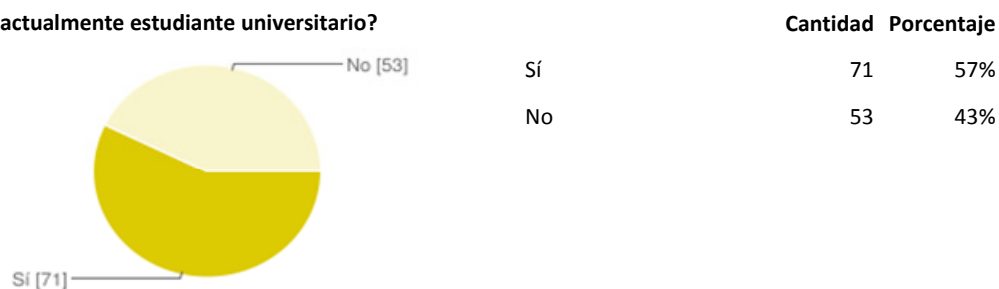 actualmente estudiante universitario?
Cantidad Porcentaje
No [53]
Sí 71 57%
No 53 43%
Sí [71]